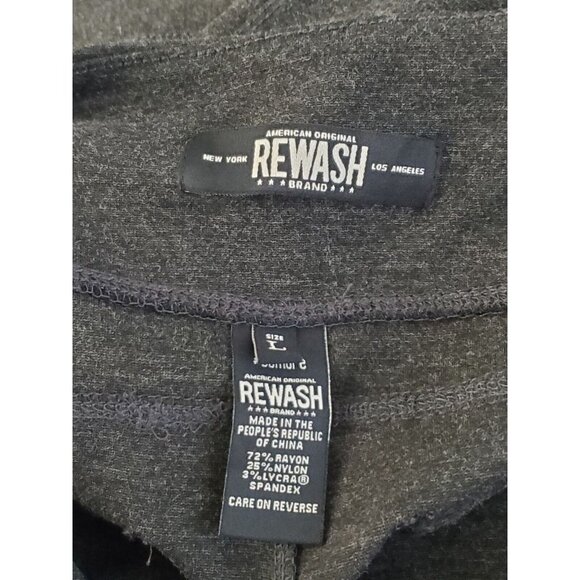 AMERICAN ORIGINAL
NEW YORK REWASH LOS ANGELES
★★★ BRAND ★★★
SIZE
L
AMERICAN ORIGINAL
REWASH
★★★ BRAND ★★★
MADE IN THE
PEOPLE'S REPUBLIC
OF CHINA
72% RAYON
25% NYLON
3% LYCRA®
SPANDEX
CARE ON REVERSE